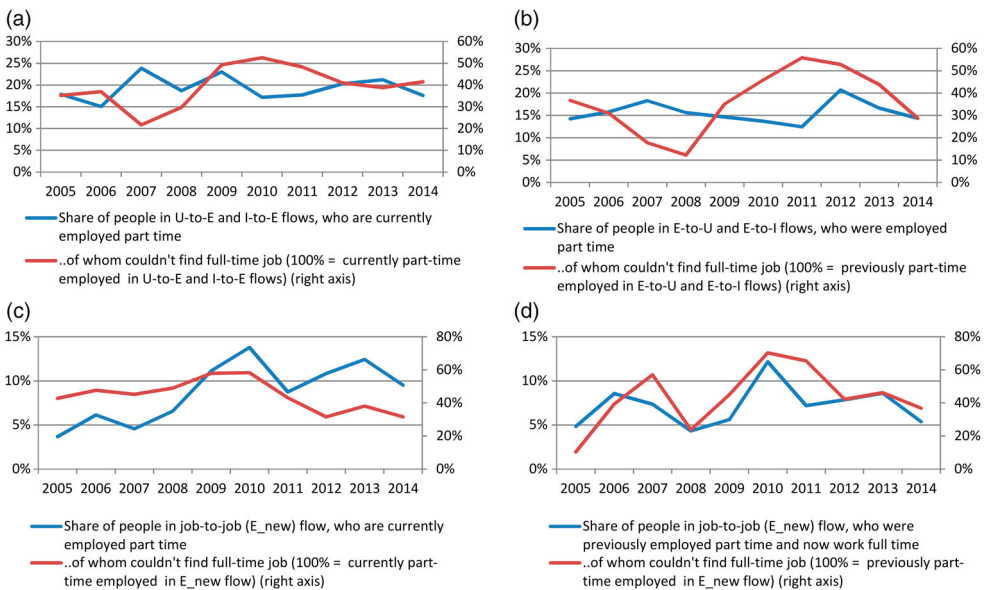 (a)
30%
25%
20%
15%
10%
5%
0%
60%
50%
40%
30%
20%
10%
0%
2005 2006 2007 2008 2009 2010 2011 2012 2013 2014
Share of people in U-to-E and I-to-E flows, who are currently
employed part time
..of whom couldn't find full-time job (100% = currently part-time
employed in U-to-E and I-to-E flows) (right axis)
(b)
30%
25%
20%
15%
10%
5%
0%
60%
50%
40%
30%
20%
10%
0%
2005 2006 2007 2008 2009 2010 2011 2012 2013 2014
Share of people in E-to-U and E-to-I flows, who were employed
part time
..of whom couldn't find full-time job (100% = previously part-time
employed in E-to-U and E-to-I flows) (right axis)
(c)
15%
10%
5%
0%
80%
60%
40%
20%
0%
2005 2006 2007 2008 2009 2010 2011 2012 2013 2014
Share of people in job-to-job (E_new) flow, who are currently
employed part time
..of whom couldn't find full-time job (100% = currently part-
time employed in E_new flow) (right axis)
(d)
15%
10%
5%
0%
80%
60%
40%
20%
0%
2005 2006 2007 2008 2009 2010 2011 2012 2013 2014
Share of people in job-to-job (E_new) flow, who were
previously employed part time and now work full time
..of whom couldn't find full-time job (100% = previously part-
time employed in E_new flow) (right axis)